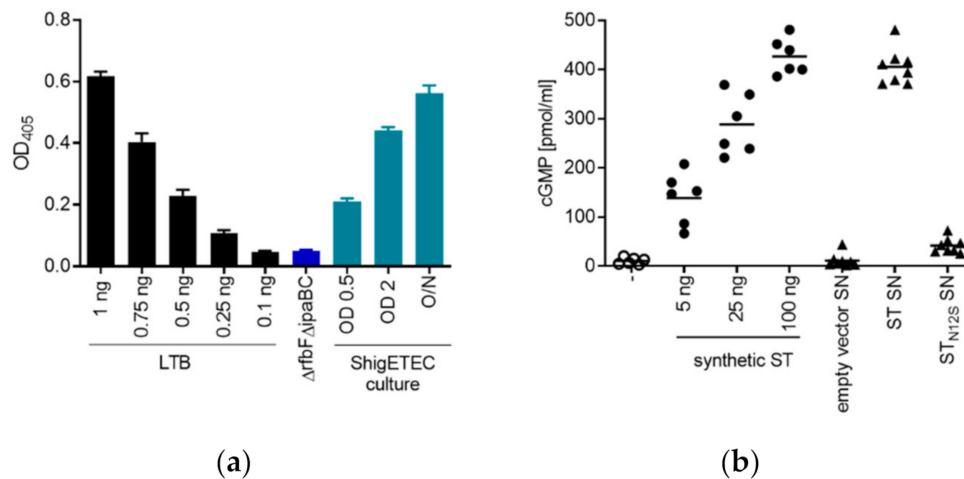 0.8
0.6
0.4
0.2
0.0
OD405
1 ng
0.75 ng
0.5 ng
0.25 ng
0.1 ng
ΔrfbFΔipaBC
OD 0.5
OD 2
O/N
LTB
ShigETEC
culture
(a)
500
400
300
200
100
0
cGMP [pmol/ml]
-
5 ng
25 ng
100 ng
empty vector SN
ST SN
STN12S SN
synthetic ST
(b)